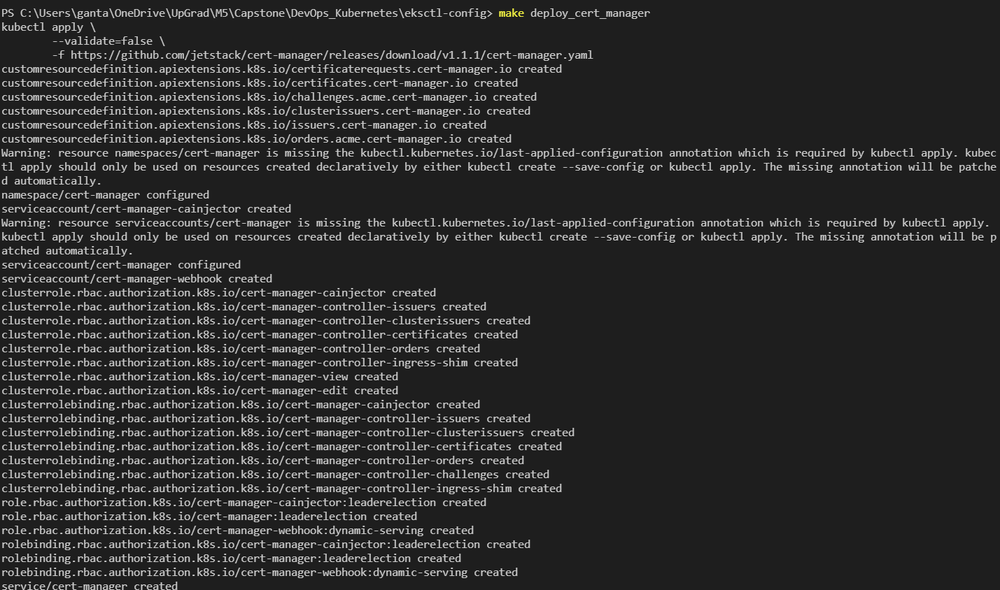 PS C:\Users\ganta\OneDrive\UpGrad\M5\Capstone\DevOps_Kubernetes\eksctl-config> make deploy_cert_manager
kubectl apply \
        --validate=false \
        -f https://github.com/jetstack/cert-manager/releases/download/v1.1.1/cert-manager.yaml
customresourcedefinition.apiextensions.k8s.io/certificaterequests.cert-manager.io created
customresourcedefinition.apiextensions.k8s.io/certificates.cert-manager.io created
customresourcedefinition.apiextensions.k8s.io/challenges.acme.cert-manager.io created
customresourcedefinition.apiextensions.k8s.io/clusterissuers.cert-manager.io created
customresourcedefinition.apiextensions.k8s.io/issuers.cert-manager.io created
customresourcedefinition.apiextensions.k8s.io/orders.acme.cert-manager.io created
Warning: resource namespaces/cert-manager is missing the kubectl.kubernetes.io/last-applied-configuration annotation which is required by kubectl apply. kubec
tl apply should only be used on resources created declaratively by either kubectl create --save-config or kubectl apply. The missing annotation will be patche
d automatically.
namespace/cert-manager configured
serviceaccount/cert-manager-cainjector created
Warning: resource serviceaccounts/cert-manager is missing the kubectl.kubernetes.io/last-applied-configuration annotation which is required by kubectl apply.
kubectl apply should only be used on resources created declaratively by either kubectl create --save-config or kubectl apply. The missing annotation will be p
atched automatically.
serviceaccount/cert-manager configured
serviceaccount/cert-manager-webhook created
clusterrole.rbac.authorization.k8s.io/cert-manager-cainjector created
clusterrole.rbac.authorization.k8s.io/cert-manager-controller-issuers created
clusterrole.rbac.authorization.k8s.io/cert-manager-controller-clusterissuers created
clusterrole.rbac.authorization.k8s.io/cert-manager-controller-certificates created
clusterrole.rbac.authorization.k8s.io/cert-manager-controller-orders created
clusterrole.rbac.authorization.k8s.io/cert-manager-controller-ingress-shim created
clusterrole.rbac.authorization.k8s.io/cert-manager-view created
clusterrole.rbac.authorization.k8s.io/cert-manager-edit created
clusterrolebinding.rbac.authorization.k8s.io/cert-manager-cainjector created
clusterrolebinding.rbac.authorization.k8s.io/cert-manager-controller-issuers created
clusterrolebinding.rbac.authorization.k8s.io/cert-manager-controller-clusterissuers created
clusterrolebinding.rbac.authorization.k8s.io/cert-manager-controller-certificates created
clusterrolebinding.rbac.authorization.k8s.io/cert-manager-controller-orders created
clusterrolebinding.rbac.authorization.k8s.io/cert-manager-controller-challenges created
clusterrolebinding.rbac.authorization.k8s.io/cert-manager-controller-ingress-shim created
role.rbac.authorization.k8s.io/cert-manager-cainjector:leaderelection created
role.rbac.authorization.k8s.io/cert-manager:leaderelection created
role.rbac.authorization.k8s.io/cert-manager-webhook:dynamic-serving created
rolebinding.rbac.authorization.k8s.io/cert-manager-cainjector:leaderelection created
rolebinding.rbac.authorization.k8s.io/cert-manager:leaderelection created
rolebinding.rbac.authorization.k8s.io/cert-manager-webhook:dynamic-serving created
service/cert-manager created